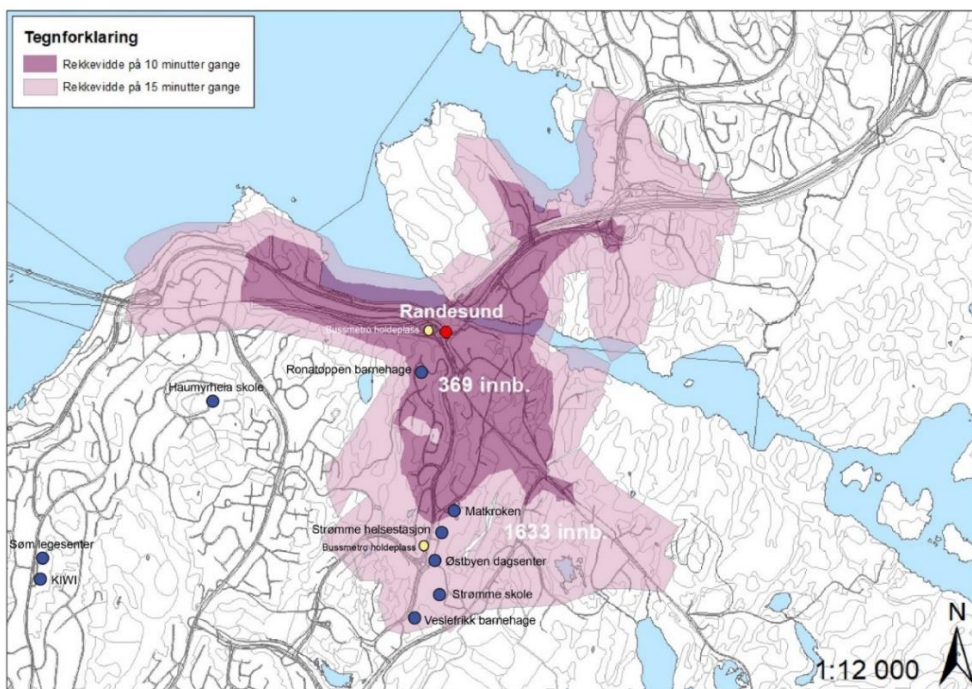 Tegnforklaring
Rekkevidde på 10 minutter gange
Rekkevidde på 15 minutter gange
Randesund
Bussmetro holdeplass
Ronatoppen barnehage
369 innb.
Haumyrheia skole
Matkroken
Strømme helsestasjon
1633 innb.
Bussmetro holdeplass
Søm legesenter
Østbyen dagsenter
KIWI
Strømme skole
Veslefrikk barnehage
N
1:12 000